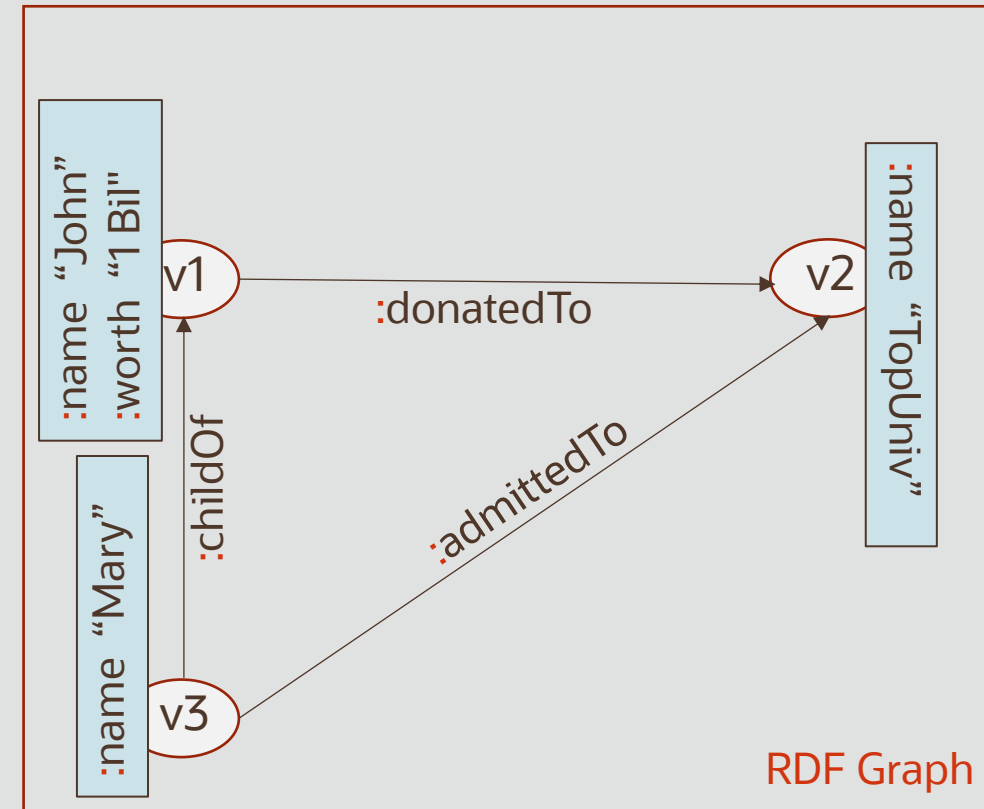 :name “John”
:worth “1 Bil"
v1
:donatedTo
v2
:name “TopUniv”
:childOf
:admittedTo
:name “Mary”
v3
RDF Graph